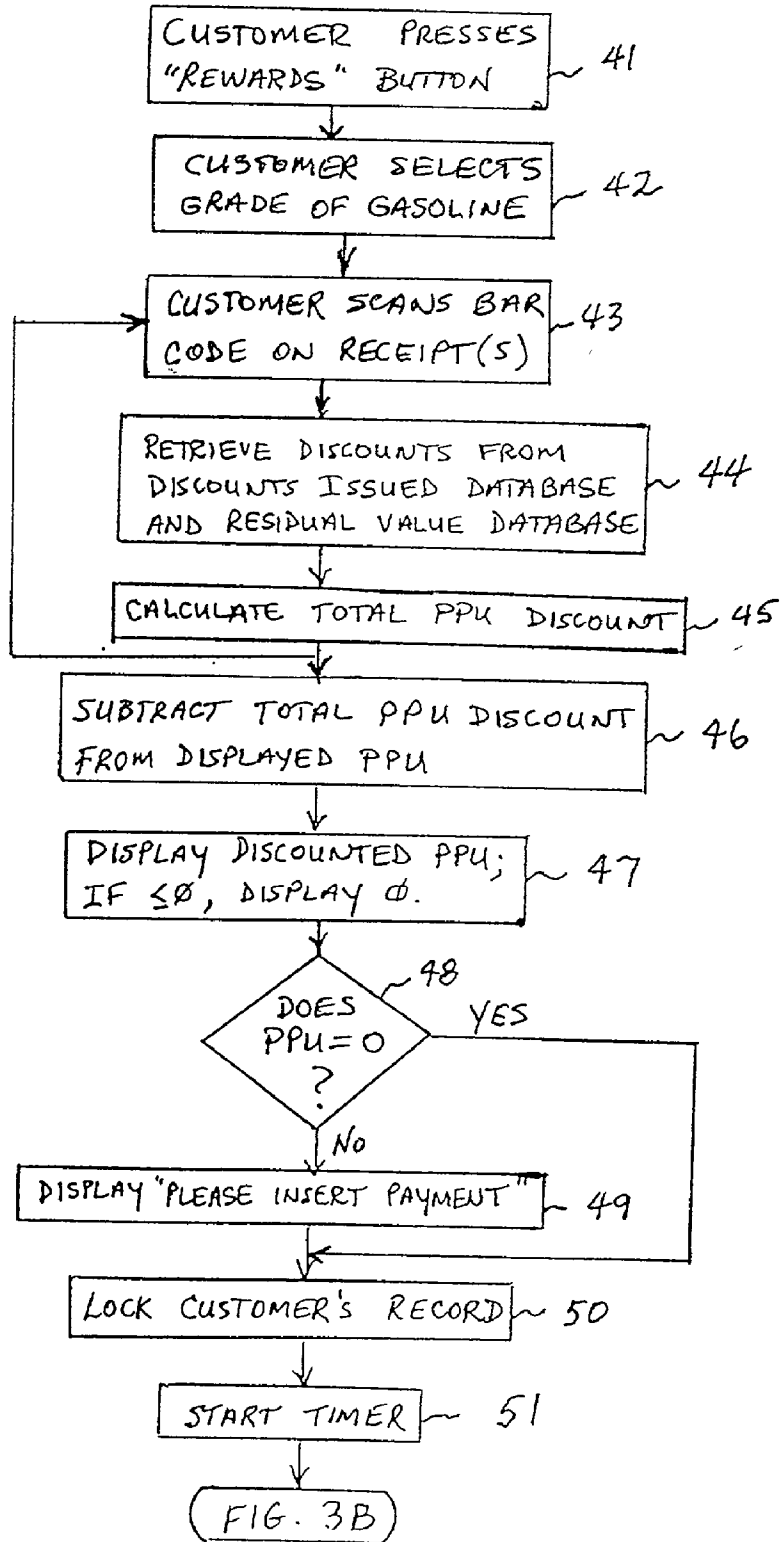 CUSTOMER PRESSES
"REWARDS" BUTTON
41
CUSTOMER SELECTS
GRADE OF GASOLINE
42
CUSTOMER SCANS BAR
CODE ON RECEIPT(S)
43
RETRIEVE DISCOUNTS FROM
DISCOUNTS ISSUED DATABASE
AND RESIDUAL VALUE DATABASE
44
CALCULATE TOTAL PPU DISCOUNT
45
SUBTRACT TOTAL PPU DISCOUNT
FROM DISPLAYED PPU
46
DISPLAY DISCOUNTED PPU;
IF ≤Ø, DISPLAY Ø.
47
48
DOES
PPU=0
?
YES
NO
DISPLAY "PLEASE INSERT PAYMENT"
49
LOCK CUSTOMER'S RECORD
50
START TIMER
51
FIG. 3B